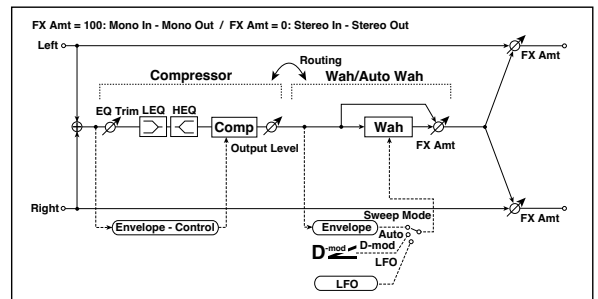 FX Amt = 100: Mono In - Mono Out / FX Amt = 0: Stereo In - Stereo Out
Left
FX Amt
Routing
Compressor
Wah/Auto Wah
EQ Trim
LEQ
HEQ
Comp
Output Level
Wah
FX Amt
Right
FX Amt
Envelope - Control
Envelope
Sweep Mode
Auto
D-mod
D-mod
LFO
LFO